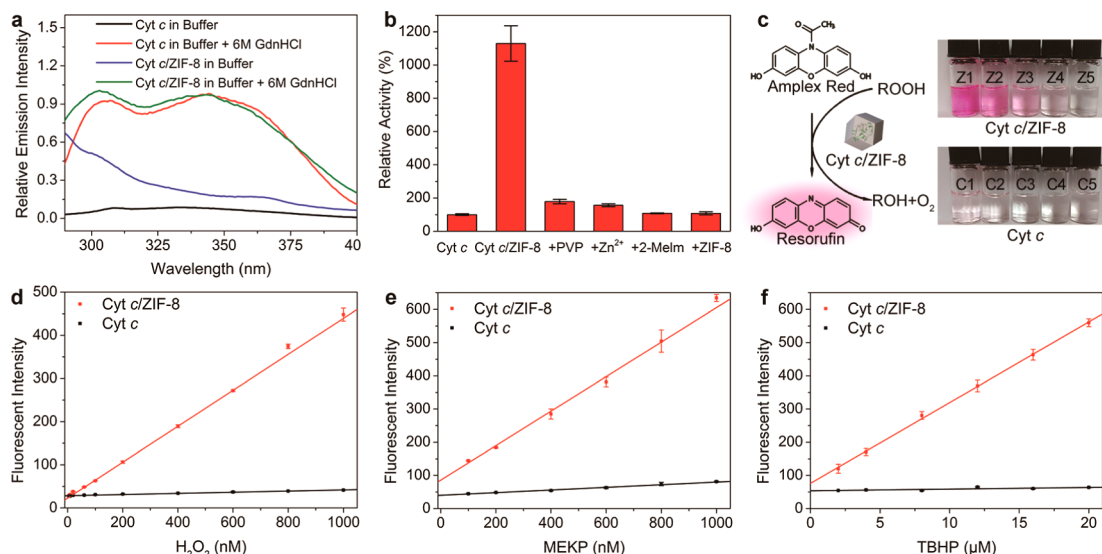 a
Cyt c in Buffer
Cyt c in Buffer + 6M GdnHCl
Cyt c/ZIF-8 in Buffer
Cyt c/ZIF-8 in Buffer + 6M GdnHCl
Relative Emission Intensity
1.5
1.2
0.9
0.6
0.3
0.0
300 350 40
Wavelength (nm)
b
Relative Activity (%)
1200
1000
800
600
400
200
0
Cyt c Cyt c/ZIF-8 +PVP +Zn2+ +2-MeIm +ZIF-8
c
O CH3
N
HO O OH
Amplex Red
ROOH
Cyt c/ZIF-8
ROH+O2
N
HO O O
Resorufin
Z1 Z2 Z3 Z4 Z5
Cyt c/ZIF-8
C1 C2 C3 C4 C5
Cyt c
d
Cyt c/ZIF-8
Cyt c
Fluorescent Intensity
500
400
300
200
100
0
0 200 400 600 800 1000
H2O2 (nM)
e
Cyt c/ZIF-8
Cyt c
Fluorescent Intensity
600
500
400
300
200
100
0
0 200 400 600 800 1000
MEKP (nM)
f
Cyt c/ZIF-8
Cyt c
Fluorescent Intensity
600
500
400
300
200
100
0
0 5 10 15 20
TBHP (µM)